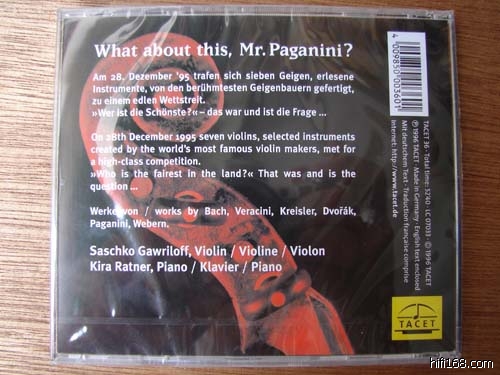 What about this, Mr. Paganini?
Am 28. Dezember '95 trafen sich sieben Geigen, erlesene
Instrumente, von den berühmtesten Geigenbauern gefertigt,
zu einem edlen Wettstreit.
»Wer ist die Schönste?«– das war und ist die Frage ...
On 28th December 1995 seven violins, selected instruments
created by the world's most famous violin makers, met for
a high-class competition.
»Who is the fairest in the land?« That was and is the
question ...
Werke von / works by Bach, Veracini, Kreisler, Dvořák,
Paganini, Webern.
Saschko Gawriloff, Violin / Violine / Violon
Kira Ratner, Piano / Klavier / Piano
4009850003601
TACET 36 · Total time: 57'40 · LC 07033 · © 1996 TACET
℗ 1996 TACET · Made in Germany · English text enclosed
Mit deutschem Text · Traduction française comprise
Internet: http://www.tacet.de
TACET
hifi168.com